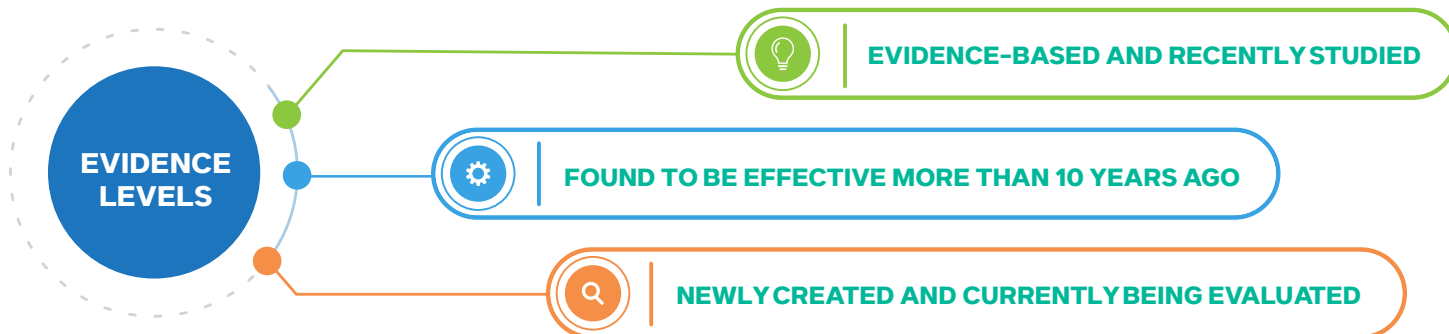 EVIDENCE
LEVELS
EVIDENCE-BASED AND RECENTLY STUDIED
FOUND TO BE EFFECTIVE MORE THAN 10 YEARS AGO
NEWLY CREATED AND CURRENTLY BEING EVALUATED